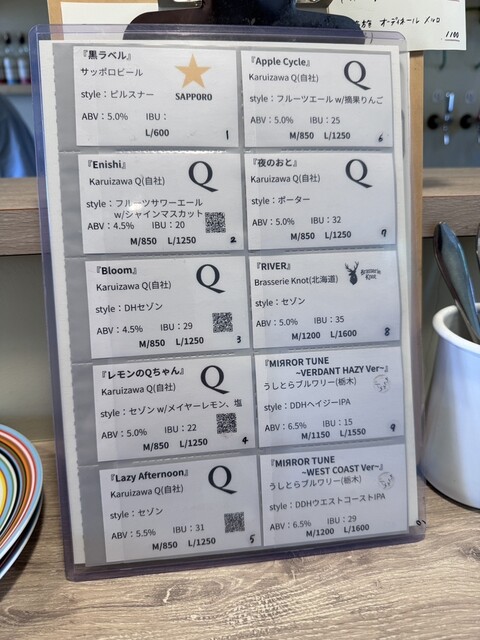 オーディナール
1100
『黒ラベル』
サッポロビール
style：ピルスナー
SAPPORO
ABV：5.0% IBU：
L/600
1
『Enishi』
Karuizawa Q(自社)
Q
style：フルーツサワーエール
w/シャインマスカット
ABV：4.5% IBU：20
M/850 L/1250
2
『Bloom』
Karuizawa Q(自社)
Q
style：DHセゾン
ABV：4.5% IBU：29
M/850 L/1250
3
『レモンのQちゃん』
Karuizawa Q(自社)
Q
style：セゾン w/メイヤーレモン、塩
ABV：5.0% IBU：22
M/850 L/1250
4
『Lazy Afternoon』
Karuizawa Q(自社)
Q
style：セゾン
ABV：5.5% IBU：31
M/850 L/1250
5
『Apple Cycle』
Karuizawa Q(自社)
Q
style：フルーツエール w/摘果りんご
ABV：5.0% IBU：25
M/850 L/1250
6
『夜のおと』
Karuizawa Q(自社)
Q
style：ポーター
ABV：5.0% IBU：32
M/850 L/1250
7
『RIVER』
Brasserie Knot(北海道)
BRASSERIE
KNOT
style：セゾン
ABV：5.0% IBU：35
M/1200 L/1600
8
『MIЯROR TUNE
~VERDANT HAZY Ver~』
うしとらブルワリー(栃木)
style：DDHヘイジーIPA
ABV：6.5% IBU：15
M/1150 L/1550
9
『MIЯROR TUNE
~WEST COAST Ver~』
うしとらブルワリー(栃木)
style：DDHウエストコーストIPA
ABV：6.5% IBU：29
M/1200 L/1600
10